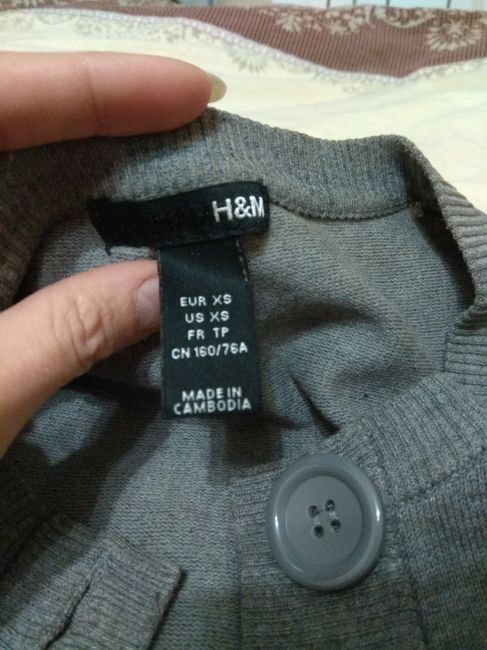 H&M
EUR XS
US XS
FR TP
CN 160/76A
MADE IN
CAMBODIA